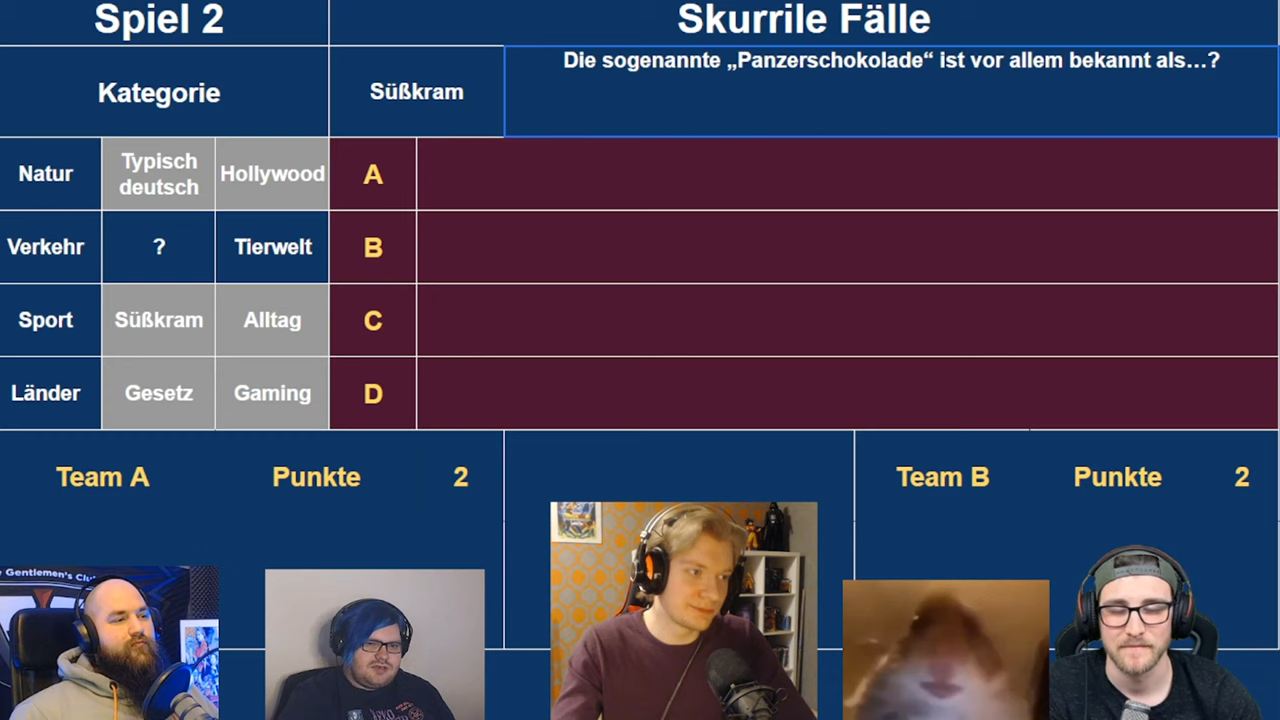 Spiel 2
Skurrile Fälle
Kategorie
Süßkram
Die sogenannte „Panzerschokolade“ ist vor allem bekannt als…?
Natur
Typisch
deutsch
Hollywood
A
Verkehr
?
Tierwelt
B
Sport
Süßkram
Alltag
C
Länder
Gesetz
Gaming
D
Team A
Punkte
2
Team B
Punkte
2
Gentlemen's Club